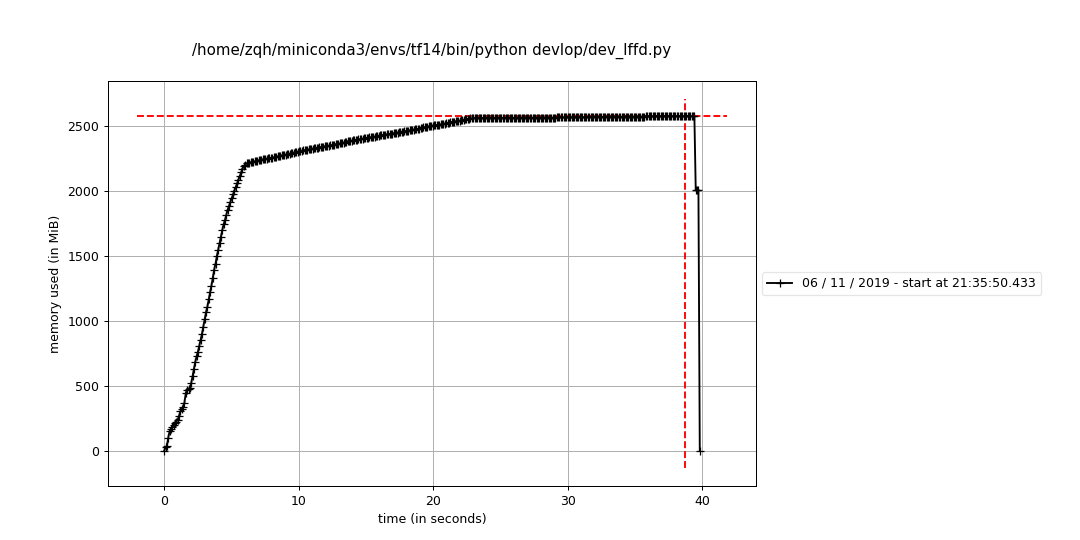 /home/zqh/miniconda3/envs/tf14/bin/python devlop/dev_lffd.py
memory used (in MiB)
2500
2000
1500
1000
500
0
0 10 20 30 40
time (in seconds)
06 / 11 / 2019 - start at 21:35:50.433